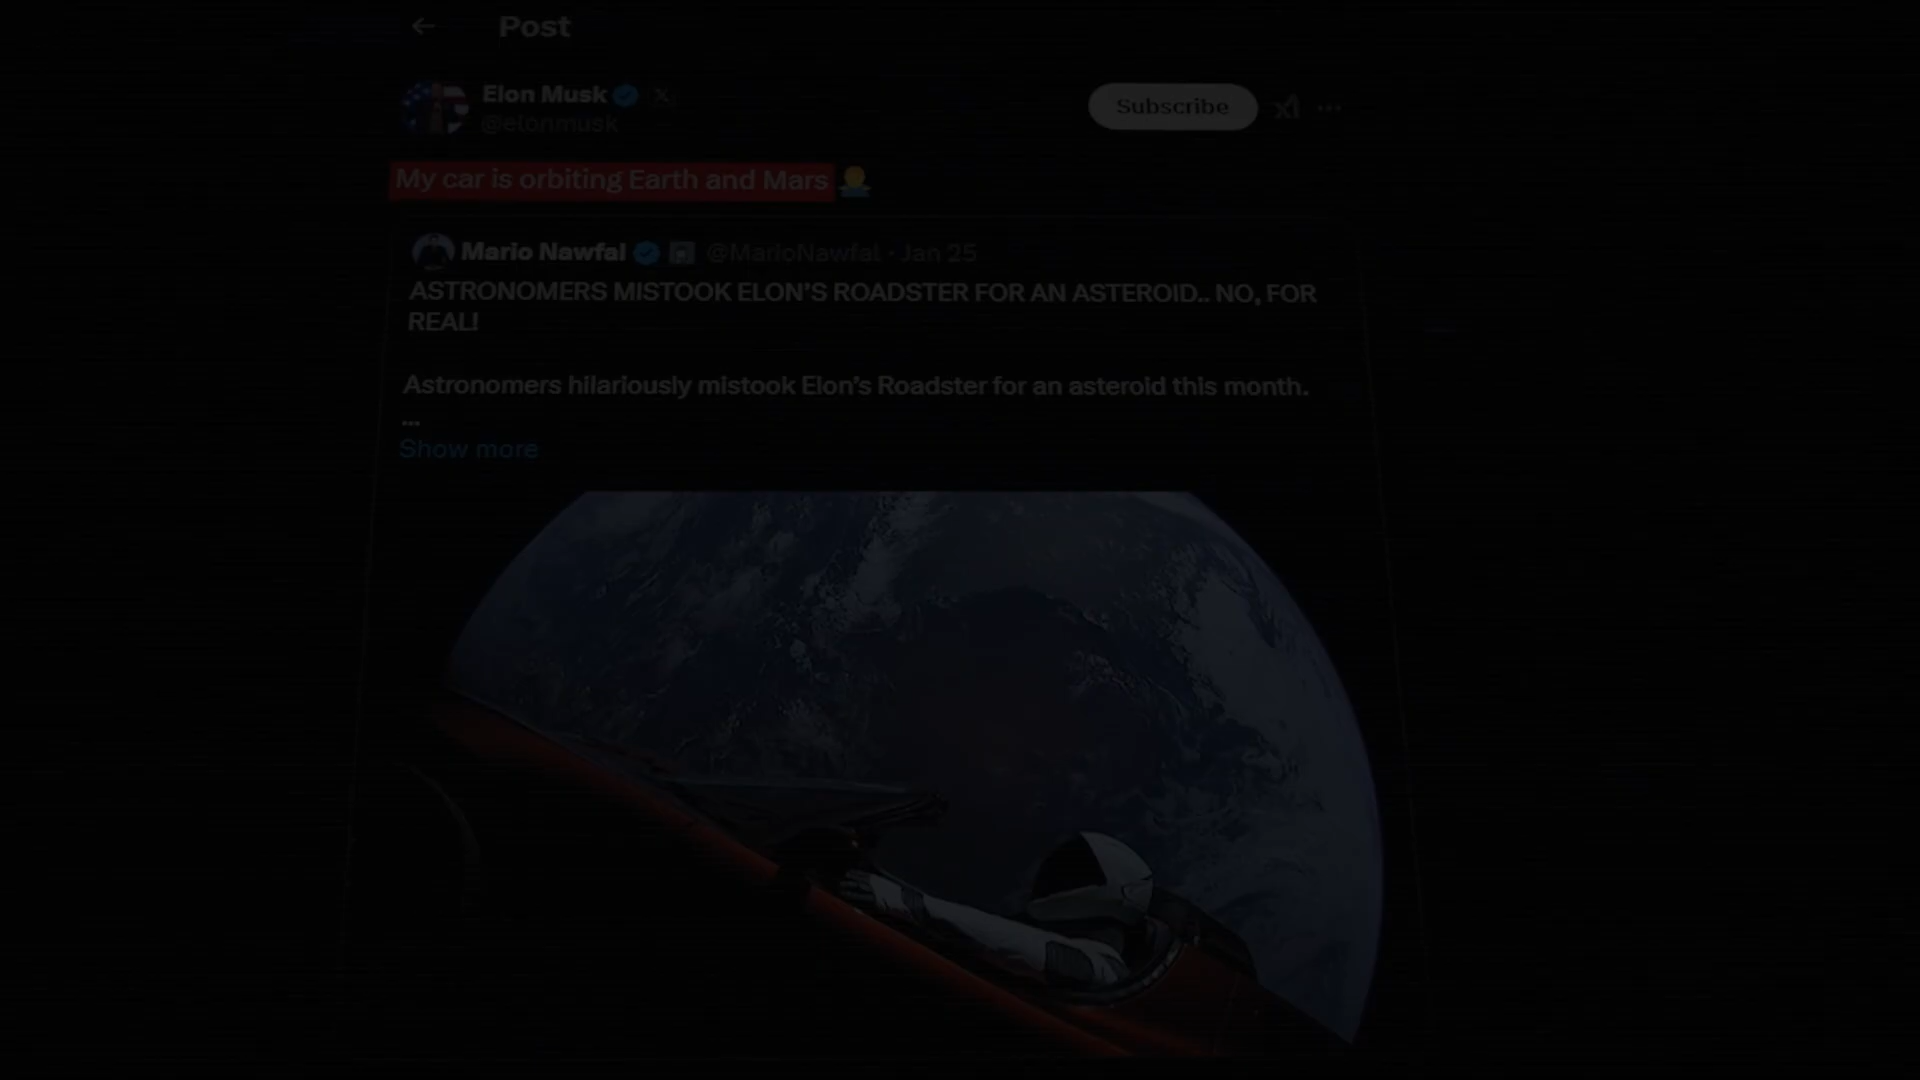 Post
Elon Musk
@elonmusk
Subscribe
My car is orbiting Earth and Mars
Mario Nawfal @MarioNawfal · Jan 25
ASTRONOMERS MISTOOK ELON'S ROADSTER FOR AN ASTEROID.. NO, FOR
REAL!
Astronomers hilariously mistook Elon's Roadster for an asteroid this month.
...
Show more